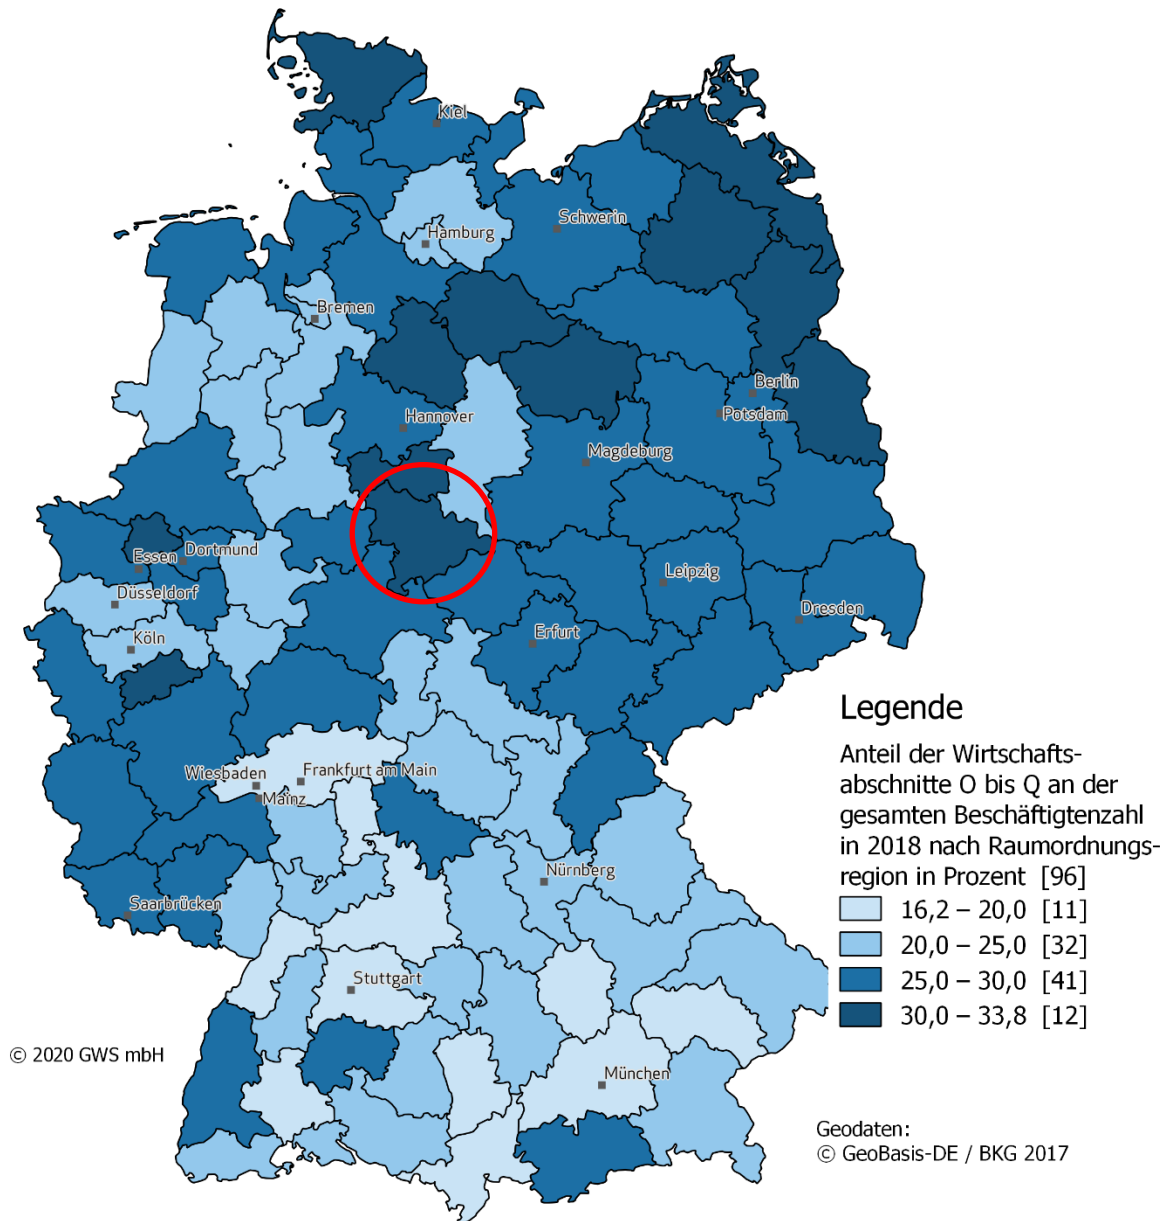 Kiel
Schwerin
Hamburg
Bremen
Berlin
Potsdam
Hannover
Magdeburg
Essen
Dortmund
Düsseldorf
Leipzig
Dresden
Köln
Erfurt
Wiesbaden
Frankfurt am Main
Mainz
Nürnberg
Saarbrücken
Stuttgart
München
Legende
Anteil der Wirtschafts-
abschnitte O bis Q an der
gesamten Beschäftigtenzahl
in 2018 nach Raumordnungs-
region in Prozent [96]
16,2 – 20,0 [11]
20,0 – 25,0 [32]
25,0 – 30,0 [41]
30,0 – 33,8 [12]
© 2020 GWS mbH
Geodaten:
© GeoBasis-DE / BKG 2017